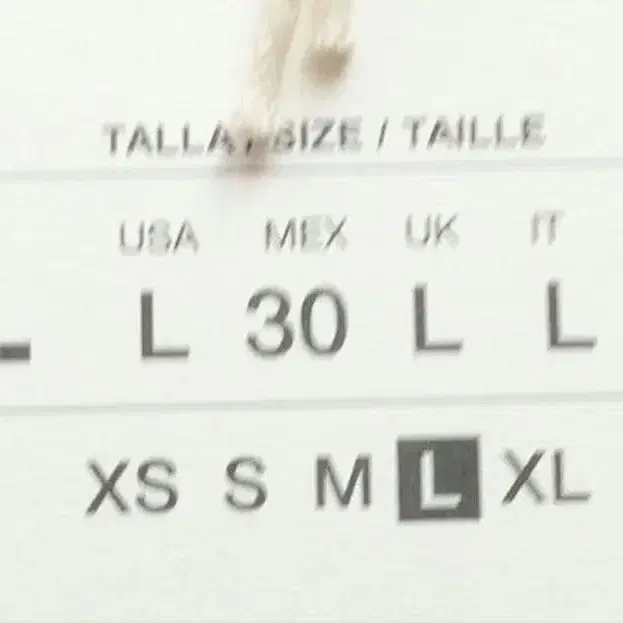 TALLA / SIZE / TAILLE
USA MEX UK IT
L 30 L L
XS S M L XL